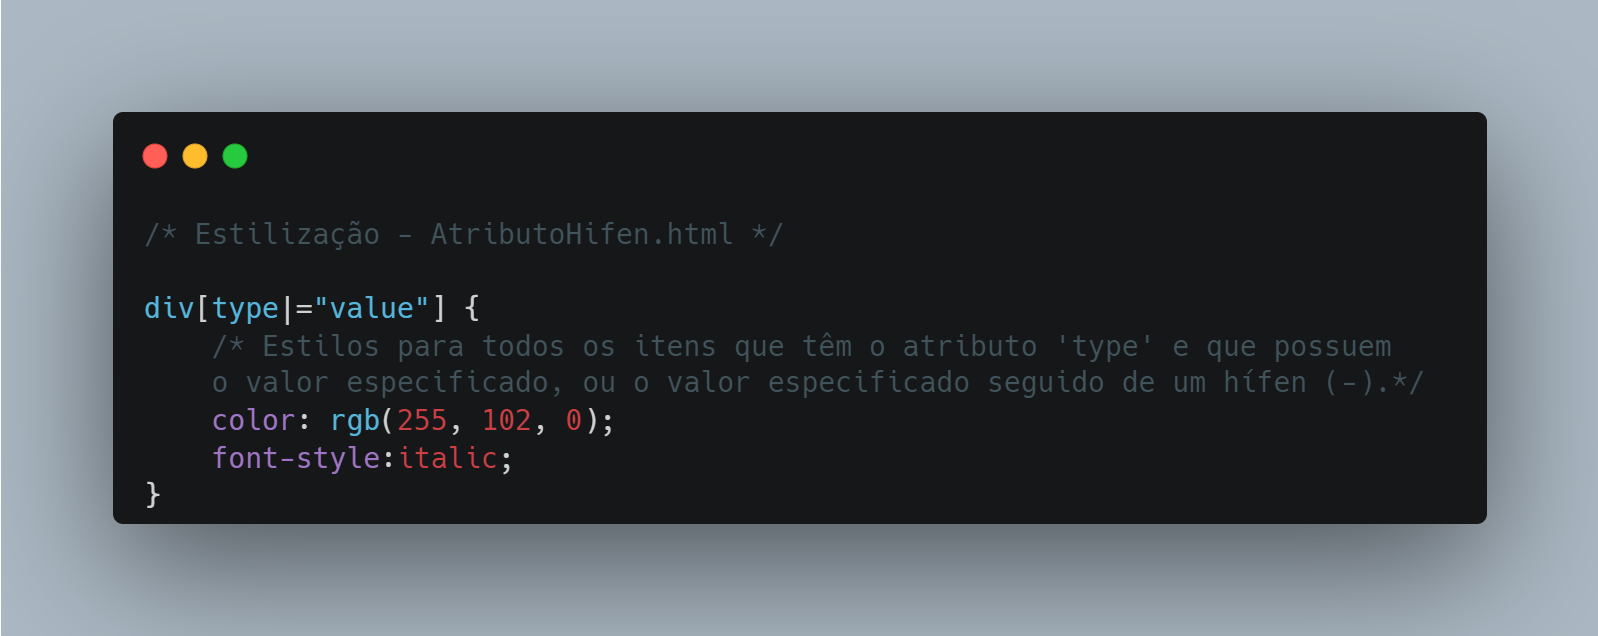 /* Estilização - AtributoHifen.html */
div[type|="value"] {
/* Estilos para todos os itens que têm o atributo 'type' e que possuem
o valor especificado, ou o valor especificado seguido de um hífen (-).*/
color: rgb(255, 102, 0);
font-style:italic;
}